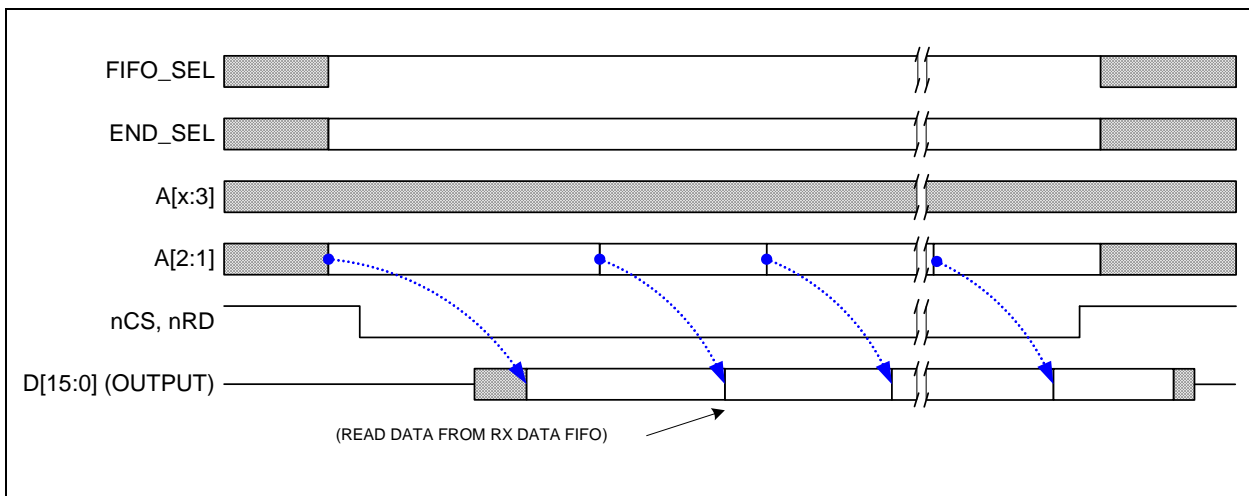 FIFO_SEL
END_SEL
A[x:3]
A[2:1]
nCS, nRD
D[15:0] (OUTPUT)
(READ DATA FROM RX DATA FIFO)